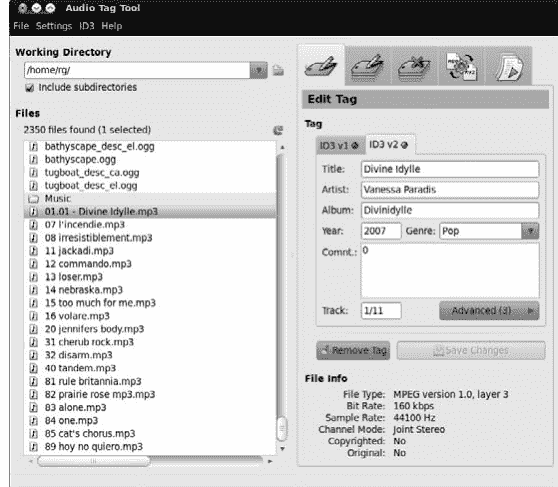 Audio Tag Tool
File Settings ID3 Help
Working Directory
/home/rg/
Include subdirectories
Files
2350 files found (1 selected)
bathyscape_desc_el.ogg
bathyscape.ogg
tugboat_desc_ca.ogg
tugboat_desc_el.ogg
Music
01.01 - Divine Idylle.mp3
07 l'incendie.mp3
08 irresistiblement.mp3
11 jackadi.mp3
12 commando.mp3
13 loser.mp3
14 nebraska.mp3
15 too much for me.mp3
16 volare.mp3
20 jennifers body.mp3
31 cherub rock.mp3
32 disarm.mp3
40 tandem.mp3
81 rule britannia.mp3
82 prairie rose mp3.mp3
83 alone.mp3
84 one.mp3
85 cat's chorus.mp3
89 hoy no quiero.mp3
Edit Tag
Tag
ID3 v1 ID3 v2
Title: Divine Idylle
Artist: Vanessa Paradis
Album: Divinidylle
Year: 2007 Genre: Pop
Comnt.: 0
Track: 1/11 Advanced (3)
Remove Tag Save Changes
File Info
File Type: MPEG version 1.0, layer 3
Bit Rate: 160 kbps
Sample Rate: 44100 Hz
Channel Mode: Joint Stereo
Copyrighted: No
Original: No